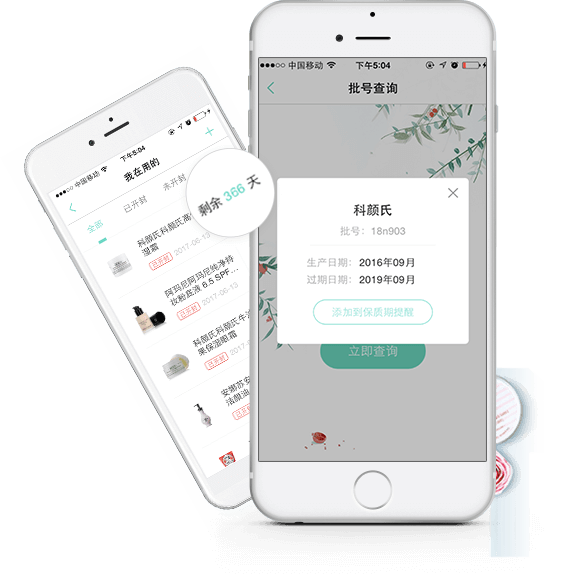 中国移动
下午5:04
我在用的
全部
已开封
未开封
剩余 366 天
科颜氏科颜氏高
湿霜
已开封 2017-06-13
阿玛尼阿玛尼纯净持
妆粉底液 6.5 SPF...
已开封 2017-06-13
科颜氏科颜氏牛油
果保湿眼霜
已开封
安娜苏安
洁颜油
已开封
中国移动
下午5:04
批号查询
科颜氏
批号：18n903
生产日期：2016年09月
过期日期：2019年09月
添加到保质期提醒
立即查询